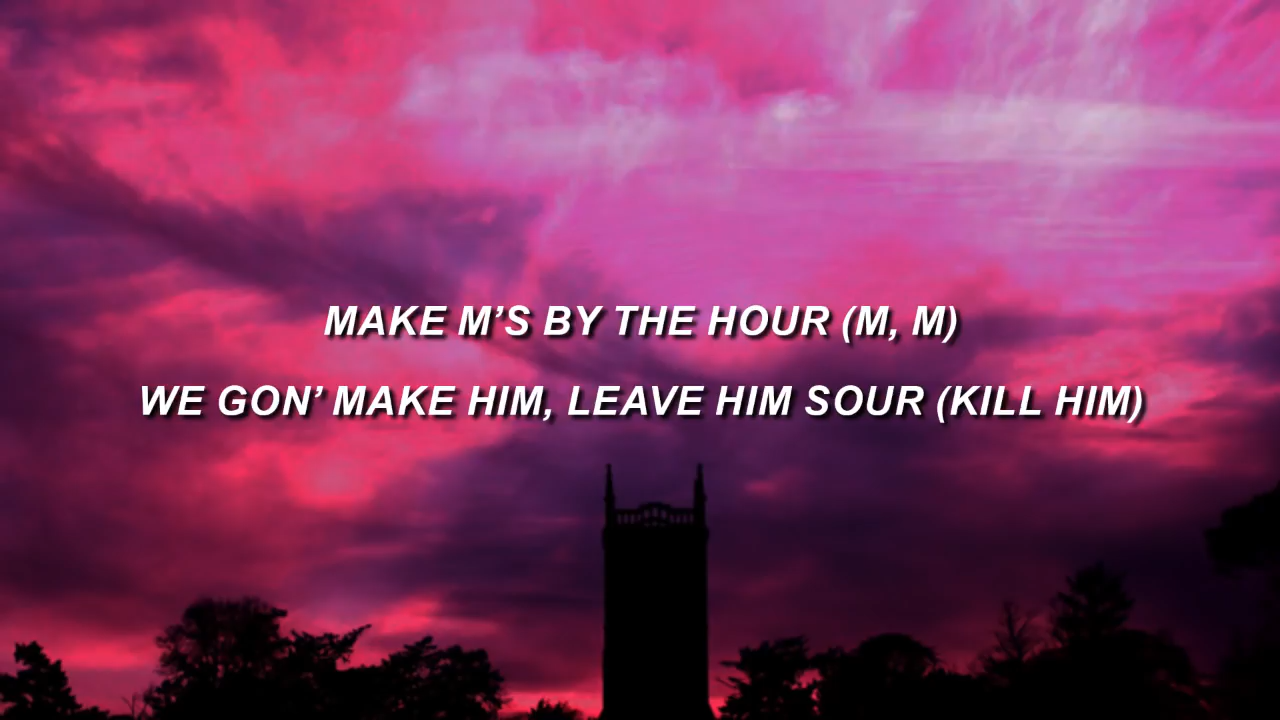 MAKE M’S BY THE HOUR (M, M)
WE GON’ MAKE HIM, LEAVE HIM SOUR (KILL HIM)